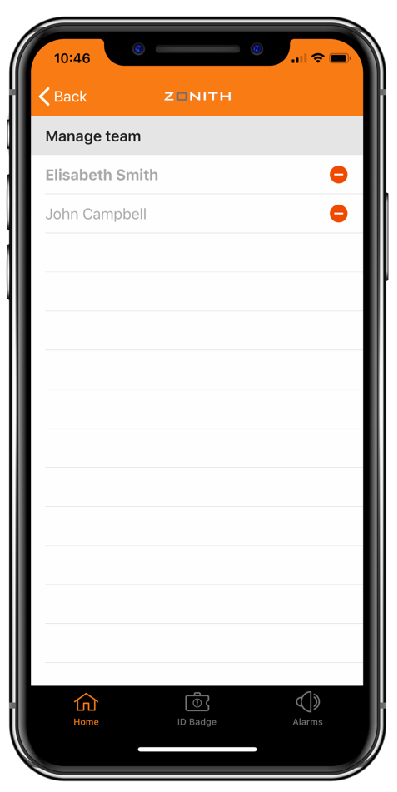 10:46
Back
ZONITH
Manage team
Elisabeth Smith
John Campbell
Home
ID Badge
Alarms